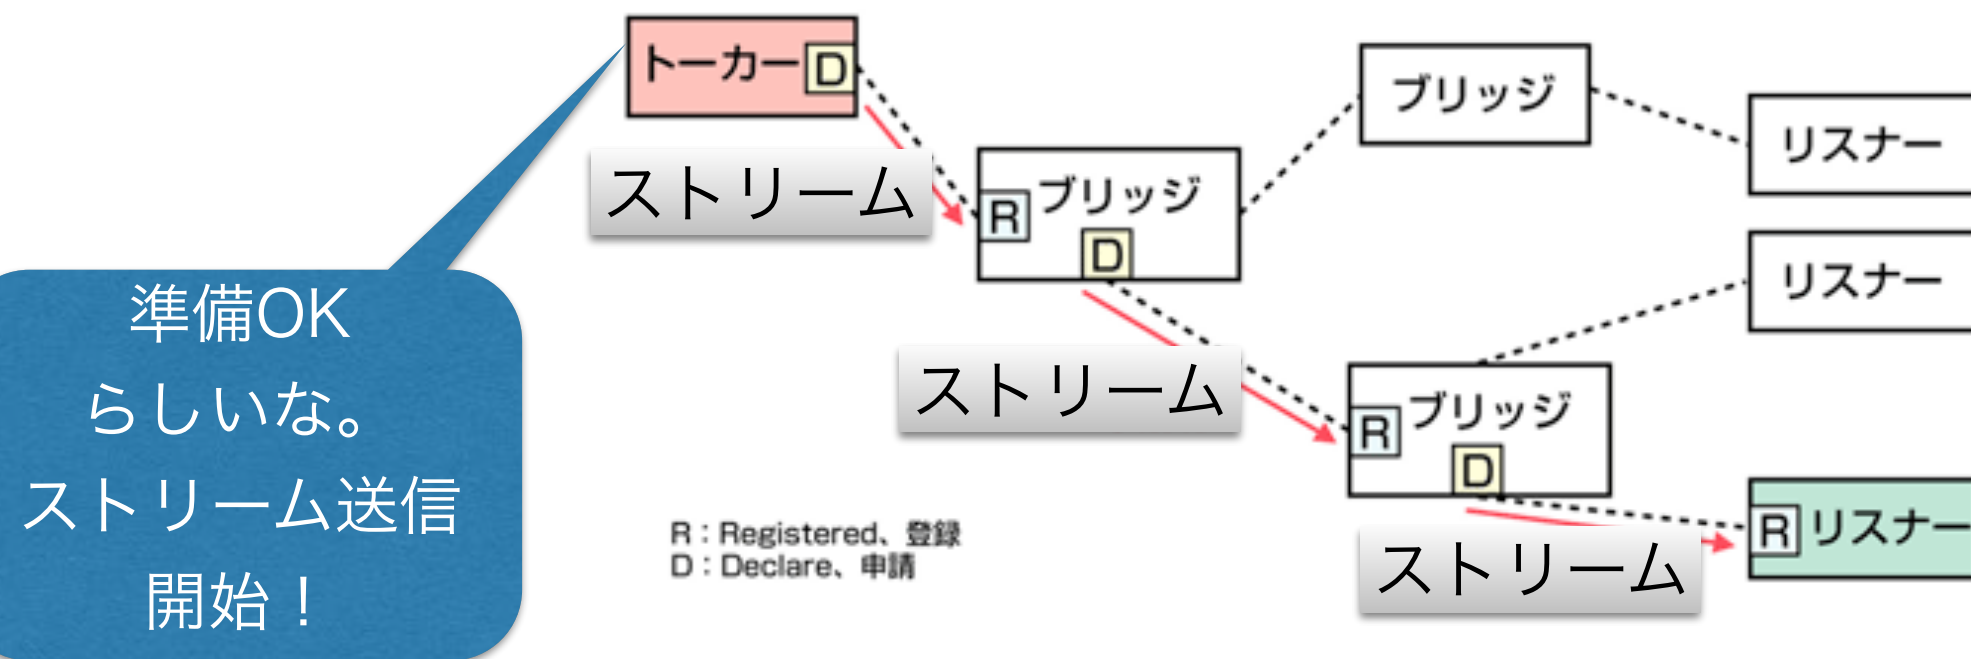 トーカー D
ブリッジ
リスナー
ストリーム
R ブリッジ
D
リスナー
準備OK
らしいな。
ストリーム送信
開始！
ストリーム
R ブリッジ
D
R リスナー
R：Registered、登録
D：Declare、申請
ストリーム